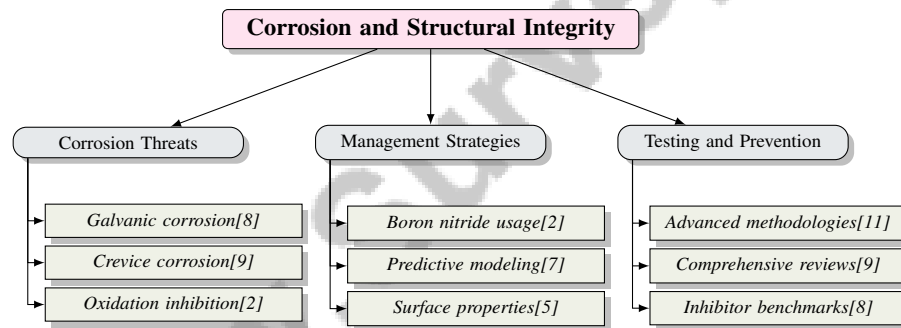 Corrosion and Structural Integrity
Corrosion Threats
Galvanic corrosion[8]
Crevice corrosion[9]
Oxidation inhibition[2]
Management Strategies
Boron nitride usage[2]
Predictive modeling[7]
Surface properties[5]
Testing and Prevention
Advanced methodologies[11]
Comprehensive reviews[9]
Inhibitor benchmarks[8]
Survey